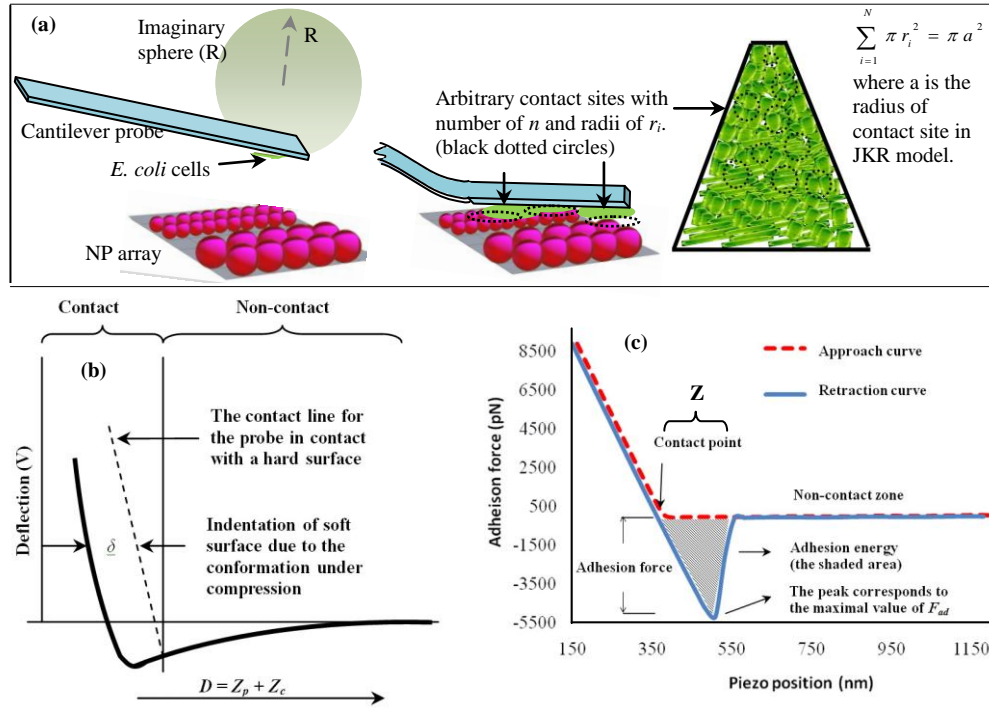 (a)
Imaginary
sphere (R)
R
Cantilever probe
E. coli cells
NP array
Arbitrary contact sites with
number of n and radii of rᵢ.
(black dotted circles)
N
∑ π rᵢ² = π a²
i=1
where a is the
radius of
contact site in
JKR model.
Contact
Non-contact
(b)
The contact line for
the probe in contact
with a hard surface
Deflection (V)
δ
Indentation of soft
surface due to the
conformation under
compression
D = Zₚ + Z꜀
(c)
Approach curve
Retraction curve
Z
Contact point
Non-contact zone
Adhesion energy
(the shaded area)
Adhesion force
The peak corresponds to
the maximal value of F_ad
Adheison force (pN)
8500
6500
4500
2500
500
-1500
-3500
-5500
150 350 550 750 950 1150
Piezo position (nm)